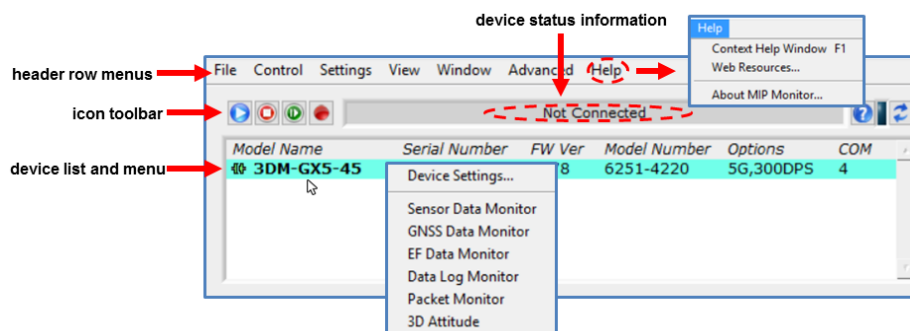 device status information
Help
Context Help Window F1
Web Resources...
About MIP Monitor...
header row menus
File Control Settings View Window Advanced Help
icon toolbar
Not Connected
Model Name Serial Number FW Ver Model Number Options COM
device list and menu
3DM-GX5-45 8 6251-4220 5G,300DPS 4
Device Settings...
Sensor Data Monitor
GNSS Data Monitor
EF Data Monitor
Data Log Monitor
Packet Monitor
3D Attitude